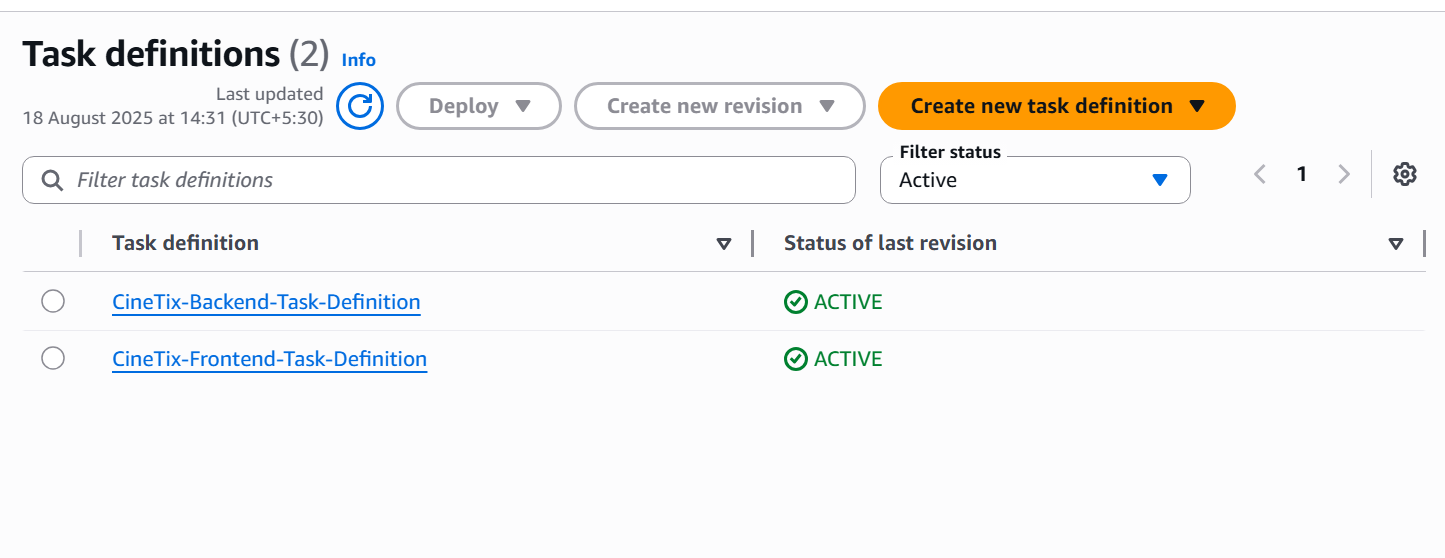 Task definitions (2) Info
Last updated
18 August 2025 at 14:31 (UTC+5:30)
Deploy
Create new revision
Create new task definition
Filter task definitions
Filter status
Active
1
Task definition
Status of last revision
CineTix-Backend-Task-Definition
ACTIVE
CineTix-Frontend-Task-Definition
ACTIVE